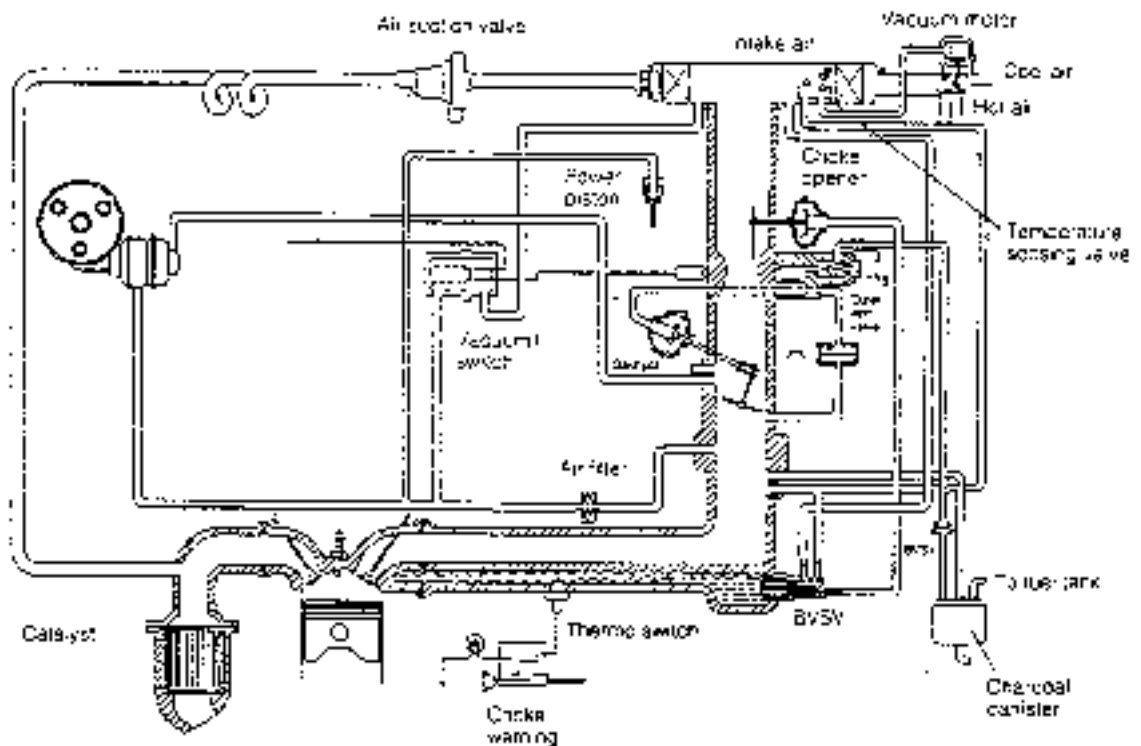 Air suction valve
Vacuum motor
Intake air
Cool air
Hot air
Choke
opener
Power
piston
Temperature
sensing valve
Vacuum
switch
Air filter
To fuel tank
BVSV
Thermo switch
Catalyst
Charcoal
canister
Choke
warning